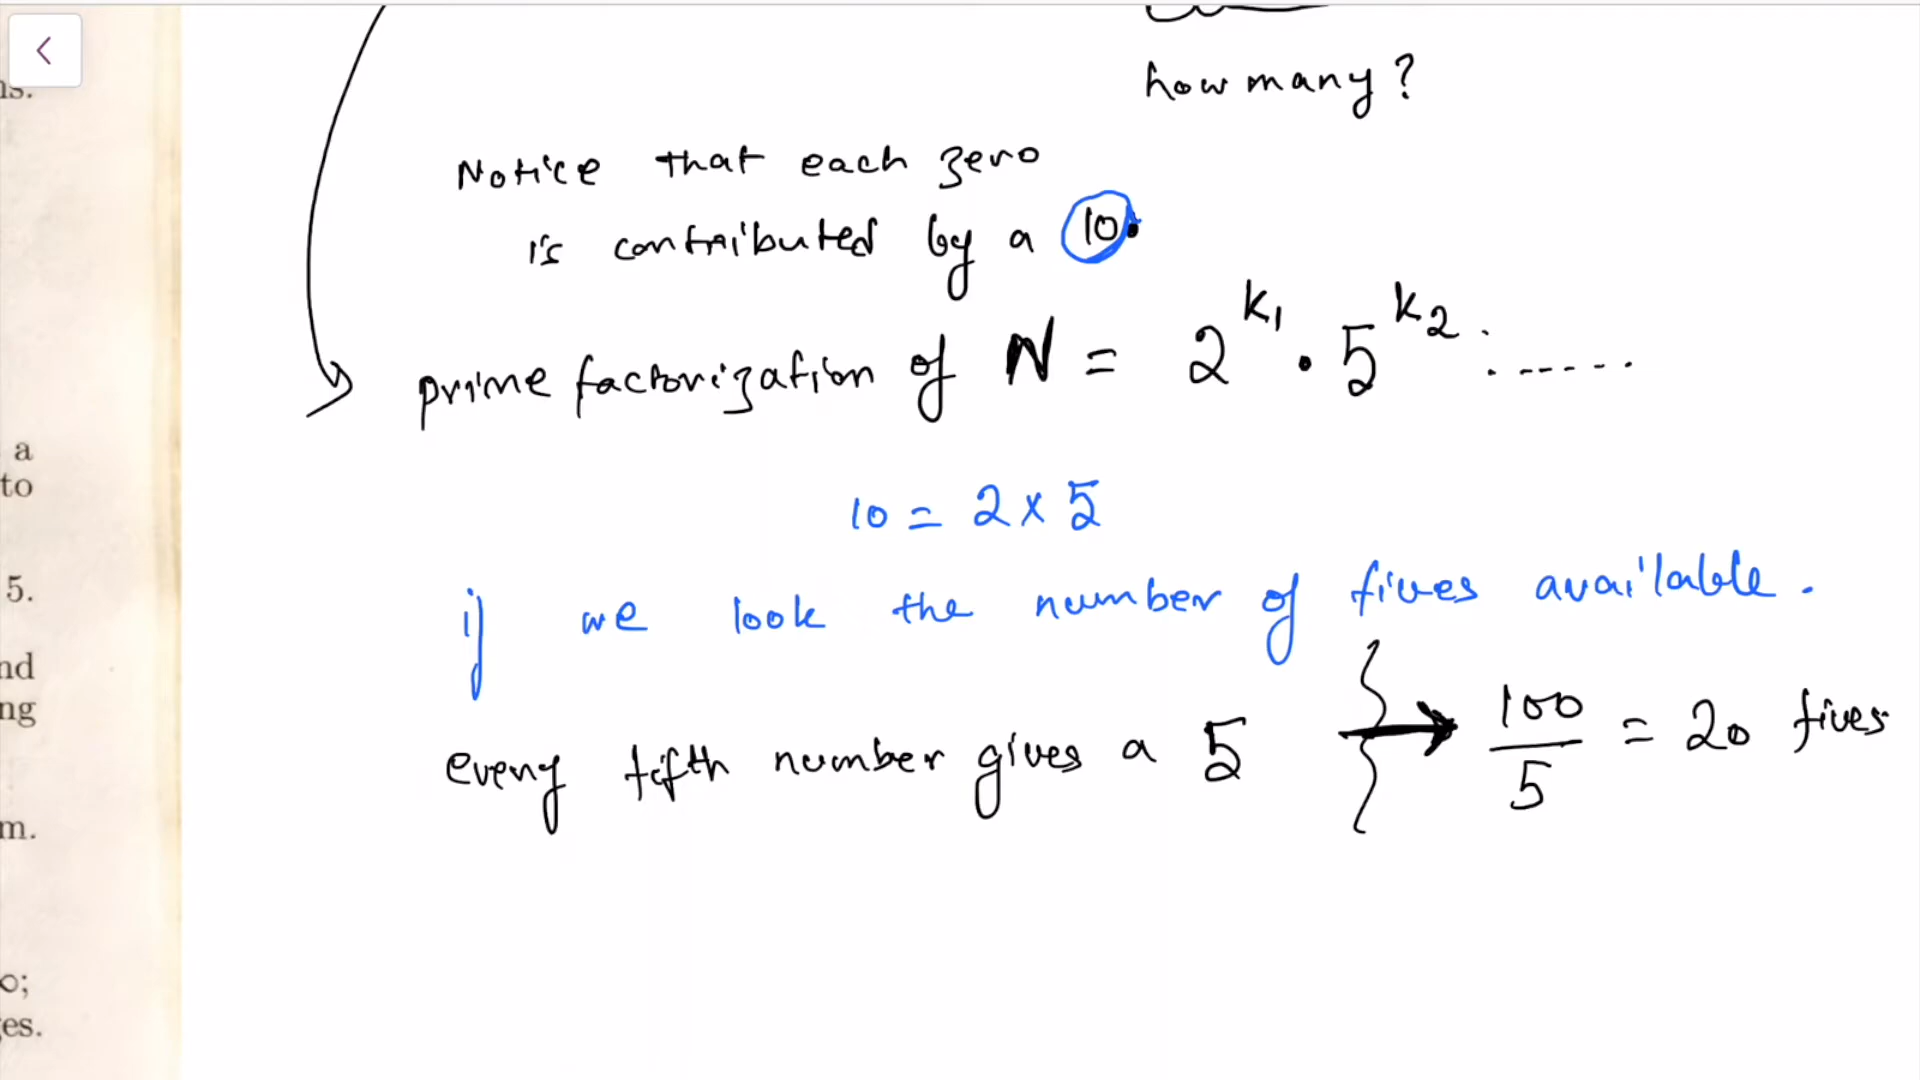 how many?
Notice that each zero
is contributed by a 10.
prime factorization of N = 2^k₁ · 5^k₂ . ......
10 = 2 x 5
if we look the number of fives available.
every fifth number gives a 5 → 100/5 = 20 fives
ns.
a
to
5.
nd
ng
m.
o;
es.